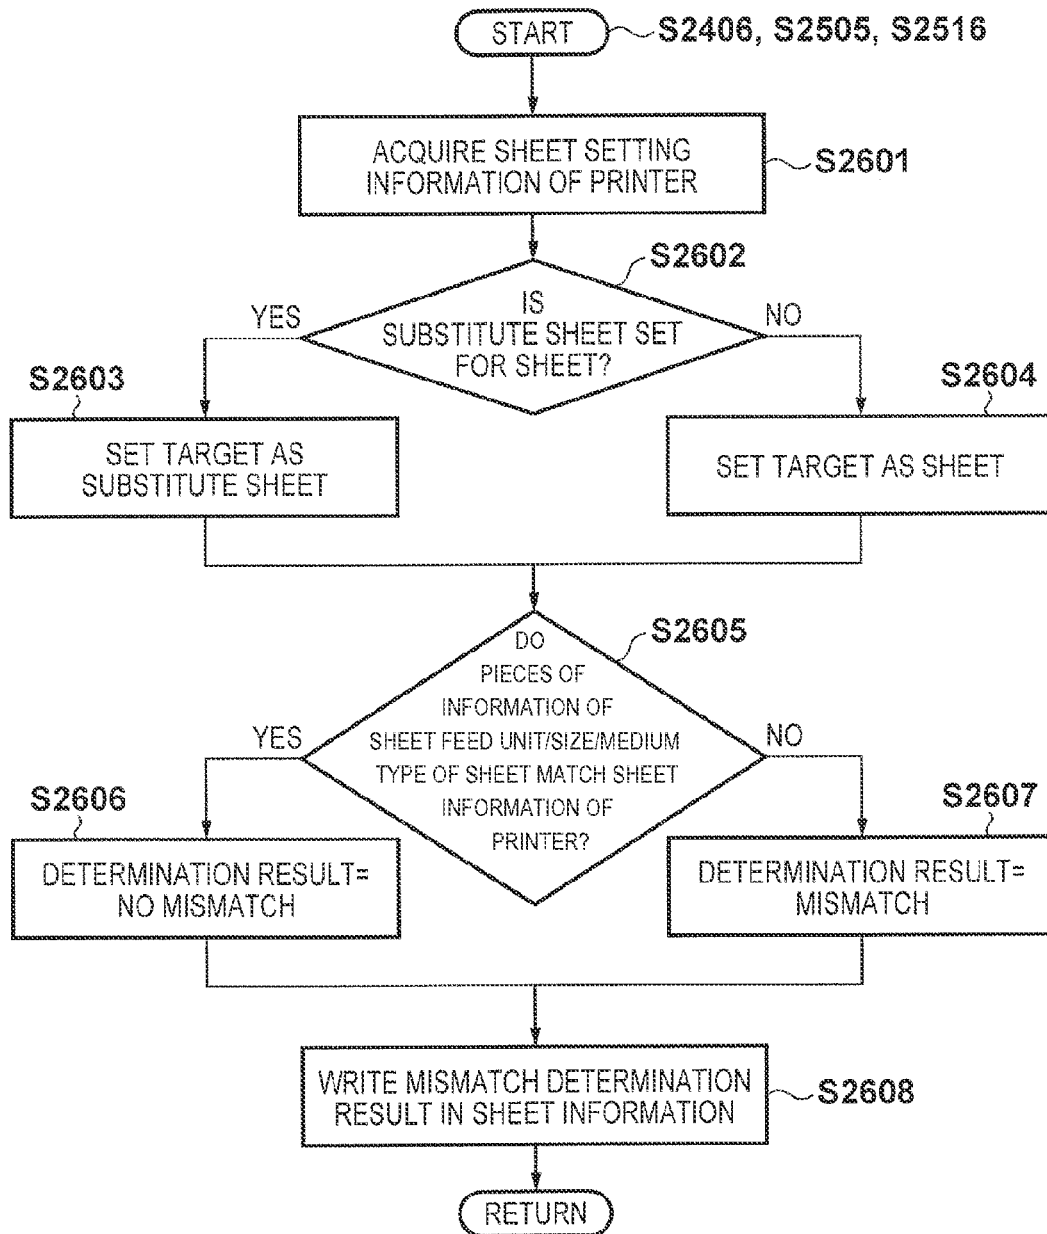 START
S2406, S2505, S2516
ACQUIRE SHEET SETTING
INFORMATION OF PRINTER
S2601
S2602
IS
SUBSTITUTE SHEET SET
FOR SHEET?
YES
NO
S2603
S2604
SET TARGET AS
SUBSTITUTE SHEET
SET TARGET AS SHEET
S2605
DO
PIECES OF
INFORMATION OF
SHEET FEED UNIT/SIZE/MEDIUM
TYPE OF SHEET MATCH SHEET
INFORMATION OF
PRINTER?
YES
NO
S2606
S2607
DETERMINATION RESULT=
NO MISMATCH
DETERMINATION RESULT=
MISMATCH
WRITE MISMATCH DETERMINATION
RESULT IN SHEET INFORMATION
S2608
RETURN